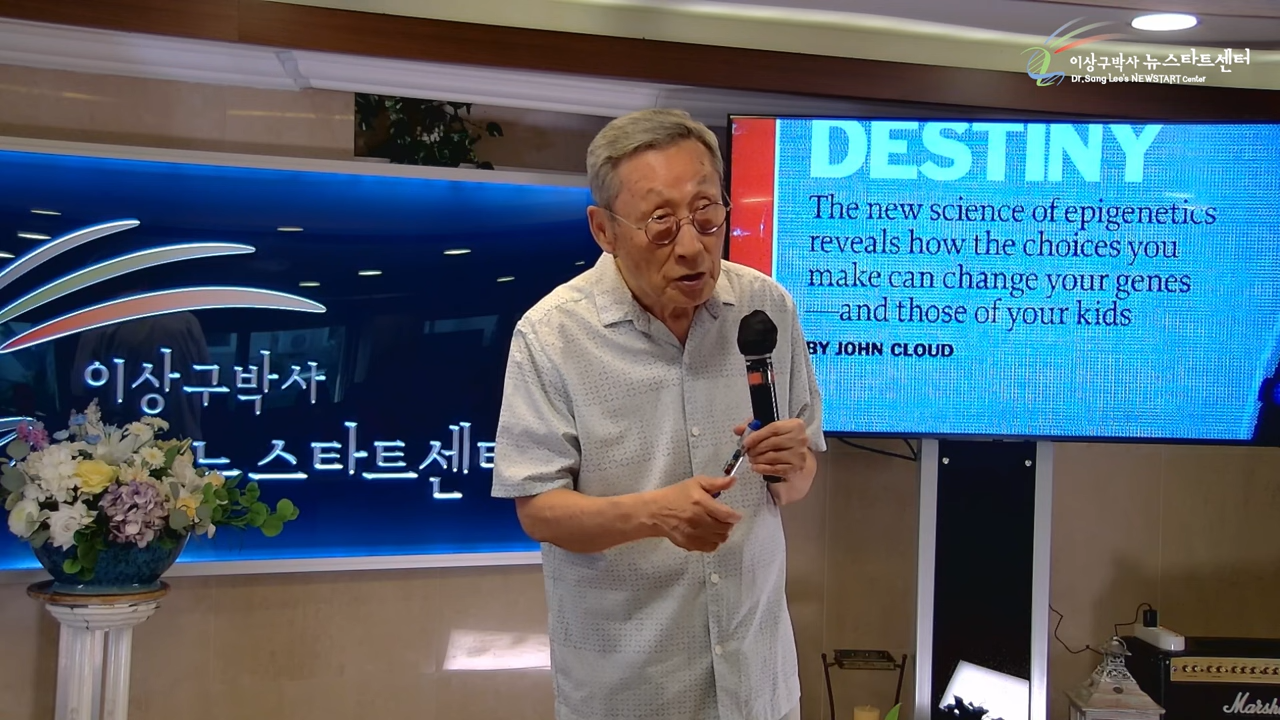 이상구박사 뉴스타트센터
Dr. Sang Lee's NEWSTART Center
DESTINY
The new science of epigenetics
reveals how the choices you
make can change your genes
—and those of your kids
BY JOHN CLOUD
이상구박사
뉴스타트센터
Marsh